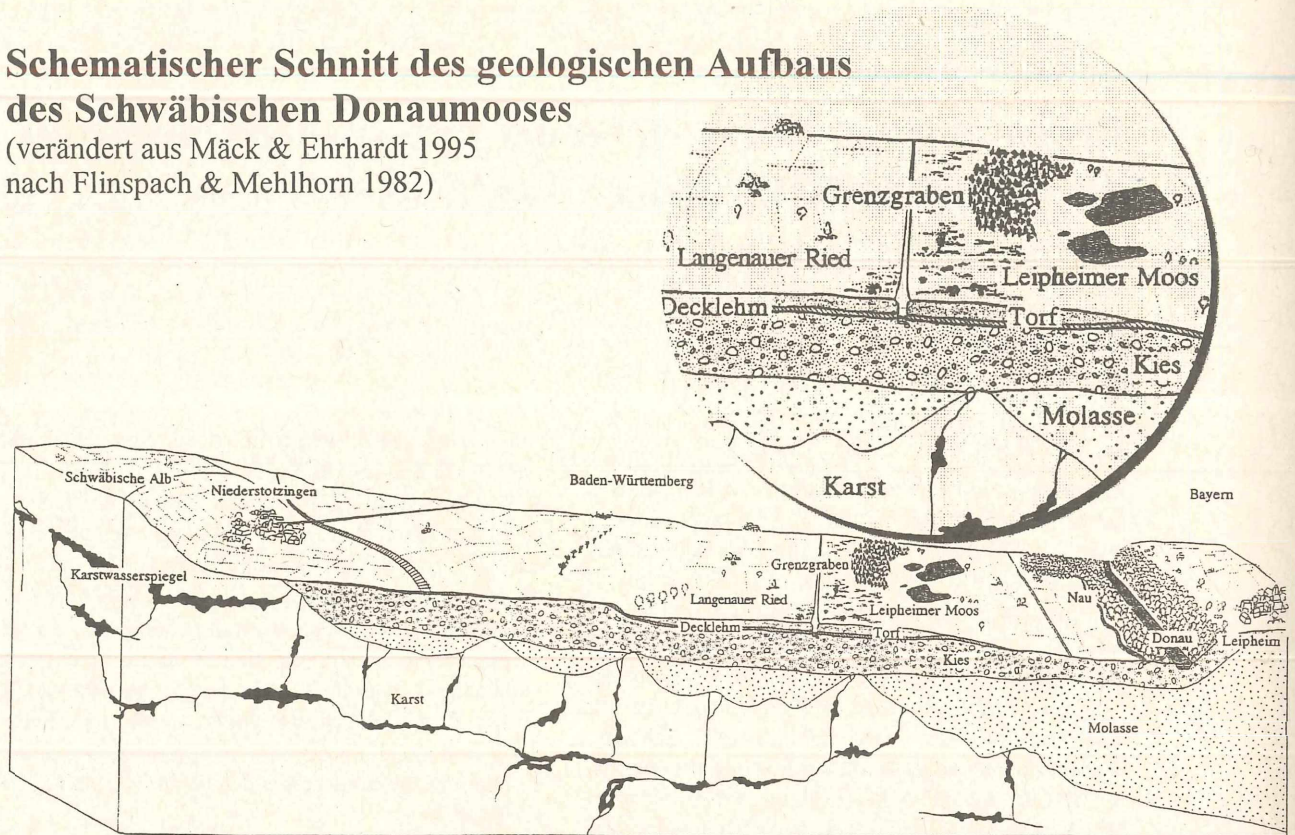 Schematischer Schnitt des geologischen Aufbaus
des Schwäbischen Donaumooses
(verändert aus Mäck & Ehrhardt 1995
nach Flinspach & Mehlhorn 1982)
Grenzgraben
Langenauer Ried
Leipheimer Moos
Decklehm
Torf
Kies
Molasse
Karst
Schwäbische Alb
Niederstotzingen
Baden-Württemberg
Bayern
Karstwasserspiegel
Grenzgraben
Langenauer Ried
Leipheimer Moos
Nau
Decklehm
Torf
Donau
Leipheim
Kies
Karst
Molasse